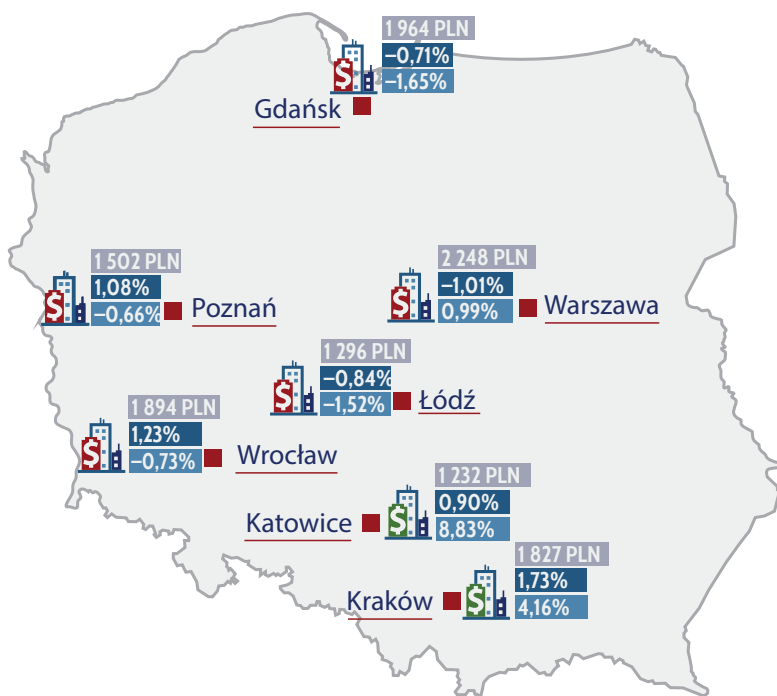 1 964 PLN
–0,71%
–1,65%
Gdańsk
1 502 PLN
1,08%
–0,66%
Poznań
2 248 PLN
–1,01%
0,99%
Warszawa
1 296 PLN
–0,84%
–1,52%
Łódź
1 894 PLN
1,23%
–0,73%
Wrocław
1 232 PLN
0,90%
8,83%
Katowice
1 827 PLN
1,73%
4,16%
Kraków